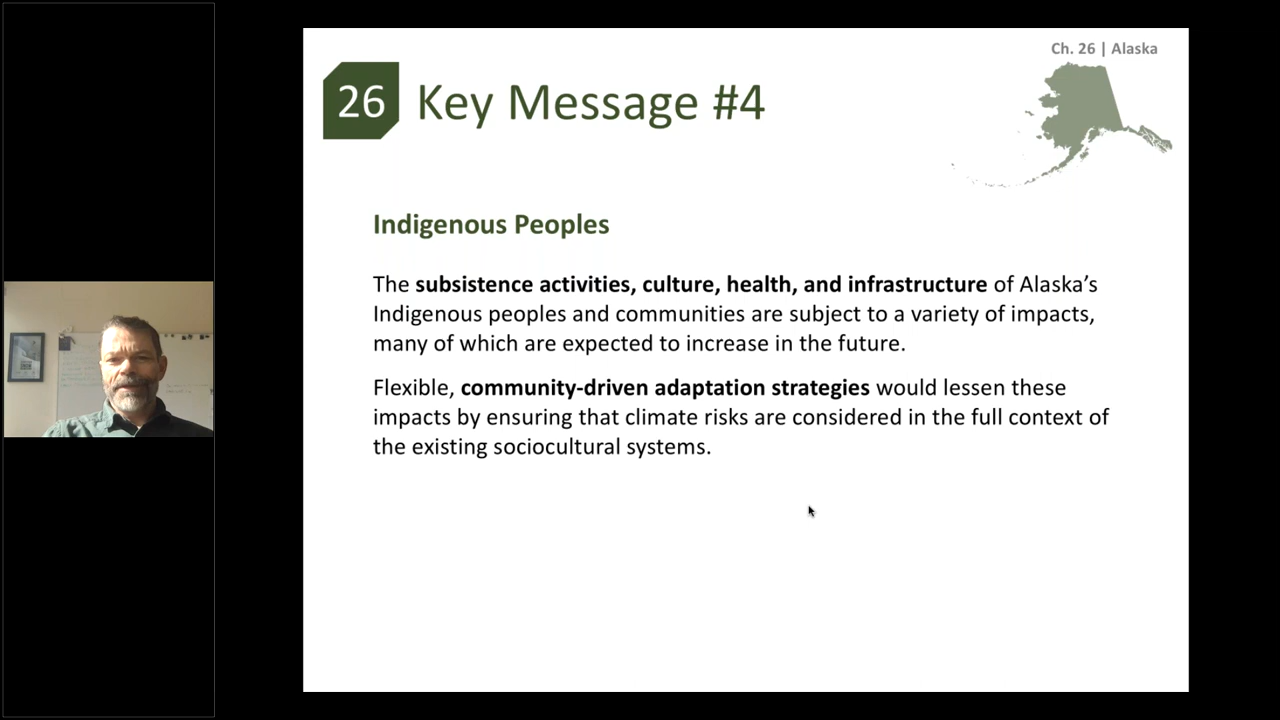 Ch. 26 | Alaska
26 Key Message #4
Indigenous Peoples
The subsistence activities, culture, health, and infrastructure of Alaska’s
Indigenous peoples and communities are subject to a variety of impacts,
many of which are expected to increase in the future.
Flexible, community-driven adaptation strategies would lessen these
impacts by ensuring that climate risks are considered in the full context of
the existing sociocultural systems.